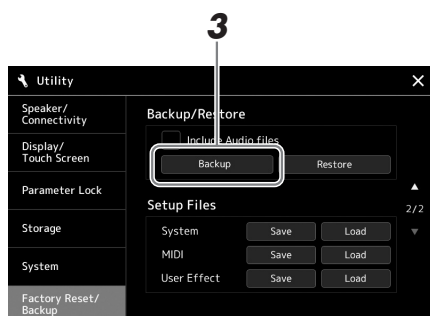 3
Utility
Speaker/
Connectivity
Display/
Touch Screen
Parameter Lock
Storage
System
Factory Reset/
Backup
Backup/Restore
Include Audio files
Backup
Restore
2/2
Setup Files
System
Save
Load
MIDI
Save
Load
User Effect
Save
Load